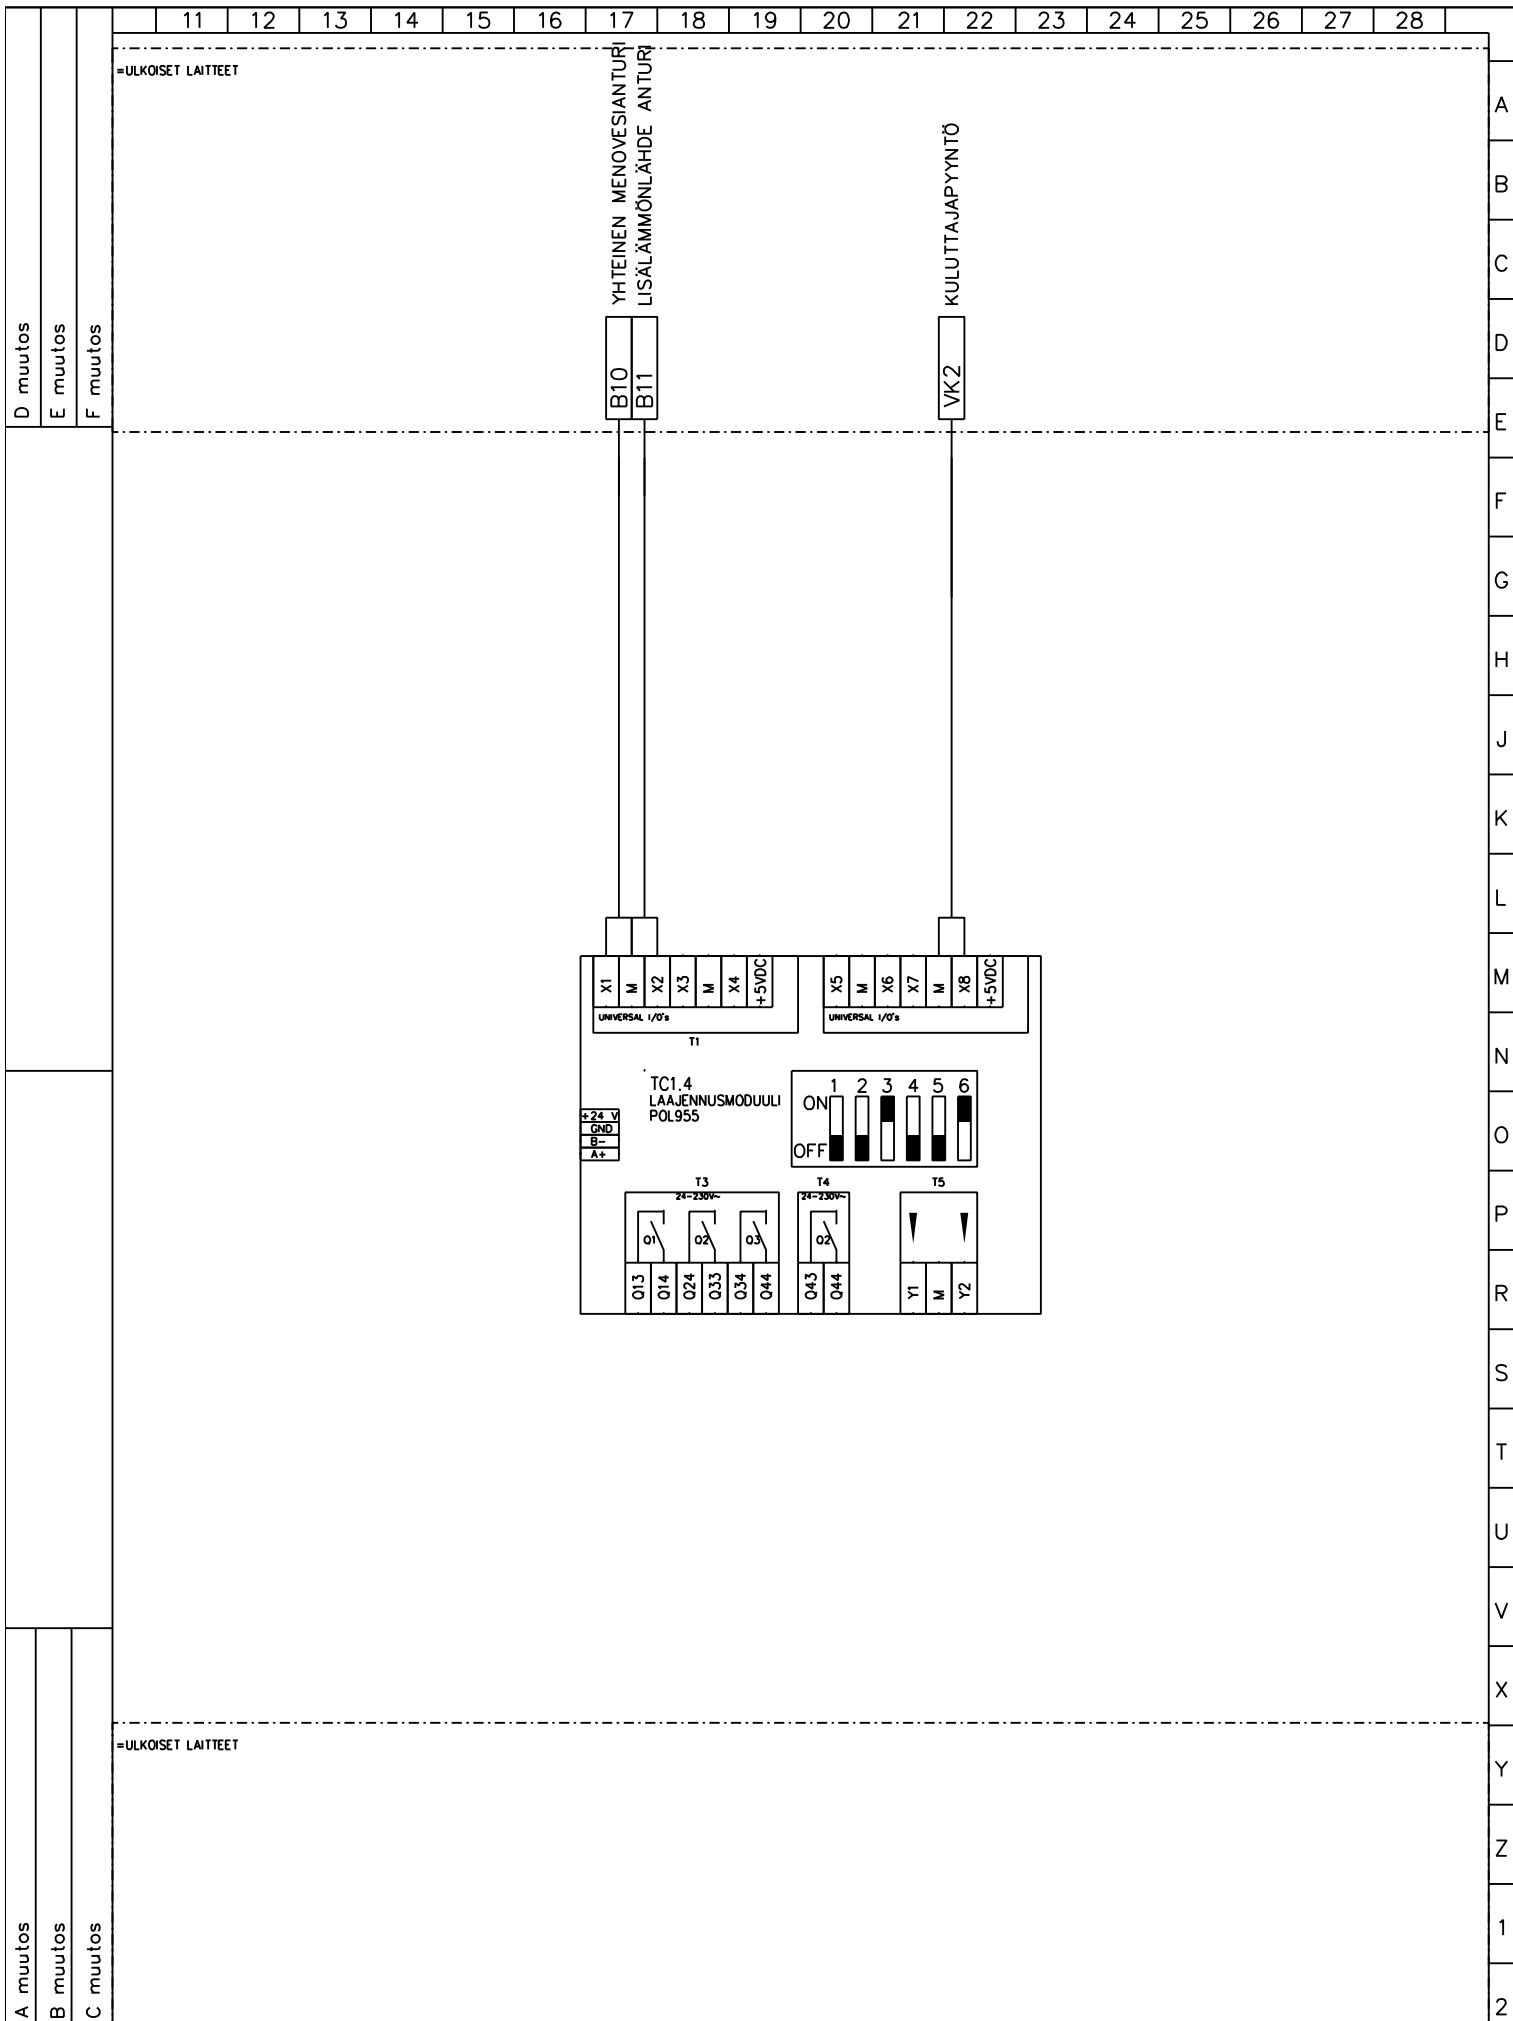 11 12 13 14 15 16 17 18 19 20 21 22 23 24 25 26 27 28
=ULKOISET LAITTEET
YHTEINEN MENOVESIANTURI
LISÄLÄMMÖNLÄHDE ANTURI
KULUTTAJAPYYNTÖ
B10
B11
VK2
D muutos
E muutos
F muutos
A
B
C
D
E
F
G
H
J
K
L
M
N
O
P
R
S
T
U
V
X
Y
Z
1
2
X1 M X2 X3 M X4 +5VDC
UNIVERSAL I/O's
T1
X5 M X6 X7 M X8 +5VDC
UNIVERSAL I/O's
TC1.4
LAAJENNUSMODUULI
POL955
+24 V
GND
B-
A+
1 2 3 4 5 6
ON
OFF
T3
24-230V~
Q1 Q2 Q3
Q13 Q14 Q24 Q33 Q34 Q44
T4
24-230V~
Q2
Q43 Q44
T5
Y1 M Y2
=ULKOISET LAITTEET
A muutos
B muutos
C muutos